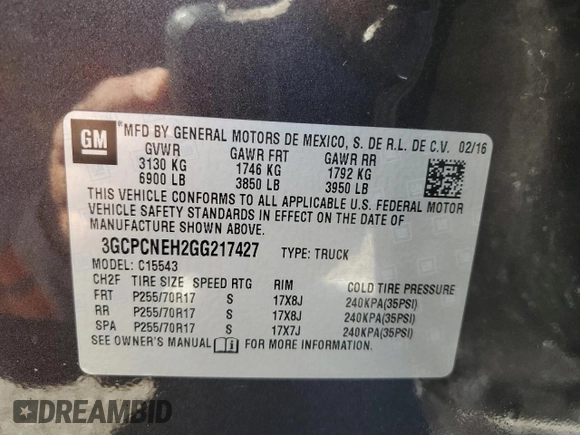 GM *MFD BY GENERAL MOTORS DE MEXICO, S. DE R.L. DE C.V. 02/16
GVWR GAWR FRT GAWR RR
3130 KG 1746 KG 1792 KG
6900 LB 3850 LB 3950 LB
THIS VEHICLE CONFORMS TO ALL APPLICABLE U.S. FEDERAL MOTOR
VEHICLE SAFETY STANDARDS IN EFFECT ON THE DATE OF
MANUFACTURE SHOWN ABOVE.
3GCPCNEH2GG217427 TYPE: TRUCK
MODEL: C15543
CH2F TIRE SIZE SPEED RTG RIM COLD TIRE PRESSURE
FRT P255/70R17 S 17X8J 240KPA(35PSI)
RR P255/70R17 S 17X8J 240KPA(35PSI)
SPA P255/70R17 S 17X7J 240KPA(35PSI)
SEE OWNER'S MANUAL FOR MORE INFORMATION.
DREAMBID